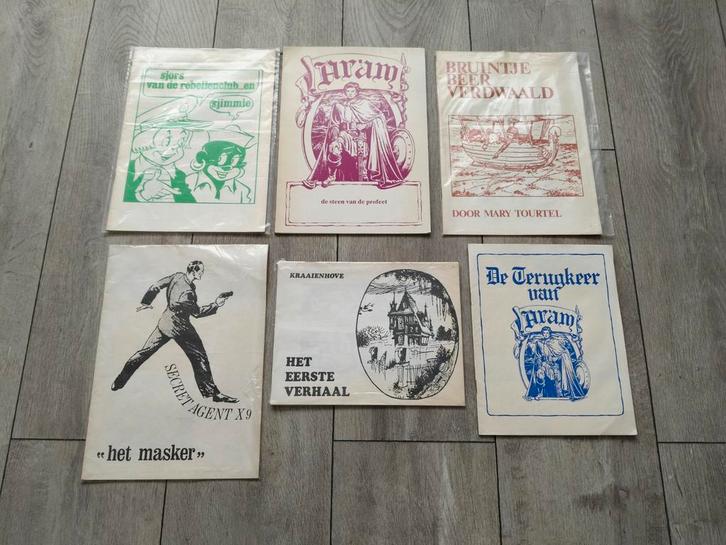 sjors
van de rebellenclub en
sjimmie
Aram
de steen van de profeet
BRUINTJE
BEER
VERDWAALD
DOOR MARY TOURTEL
SECRET AGENT X9
"het masker"
KRAAIENHOVE
HET
EERSTE
VERHAAL
De Terugkeer
van
Aram